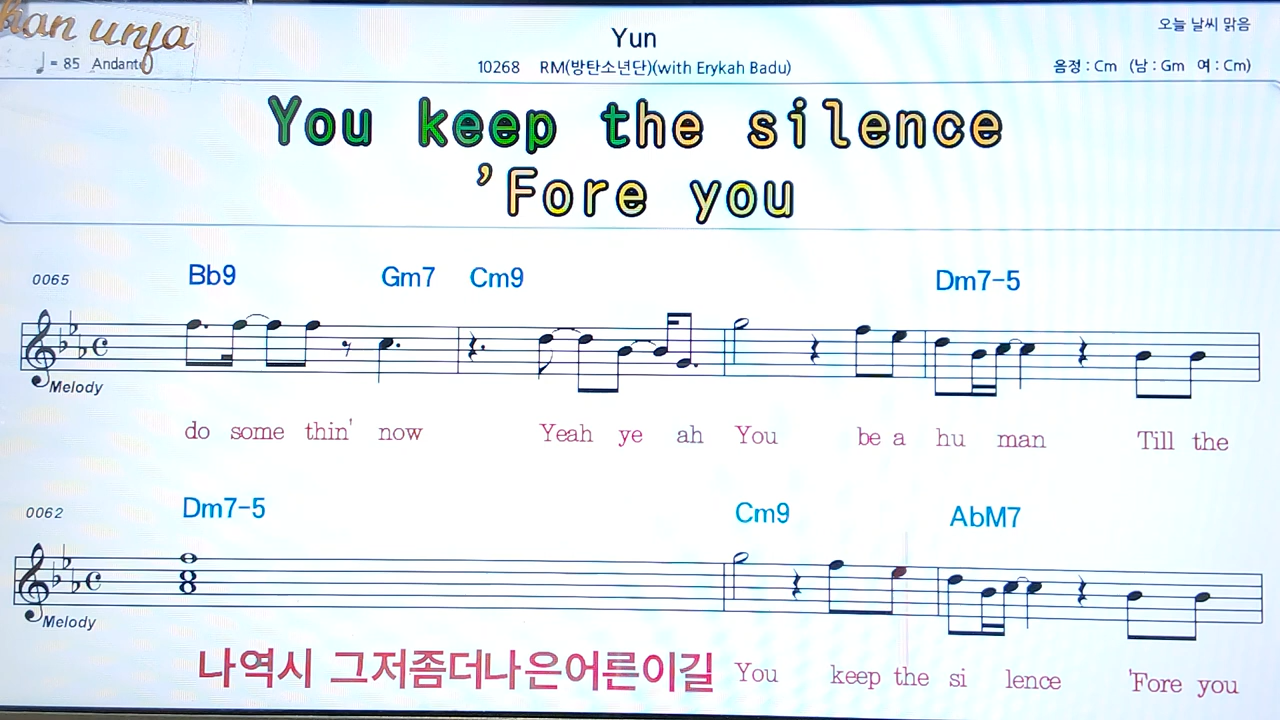 오늘 날씨 맑음
Yun
♩ = 85 Andante
10268 RM(방탄소년단)(with Erykah Badu)
음정 : Cm (남 : Gm 여 : Cm)
You keep the silence
'Fore you
0065 Bb9 Gm7 Cm9 Dm7-5
Melody
do some thin' now Yeah ye ah You be a hu man Till the
0062 Dm7-5 Cm9 AbM7
Melody
나역시 그저좀더나은어른이길 You keep the si lence 'Fore you